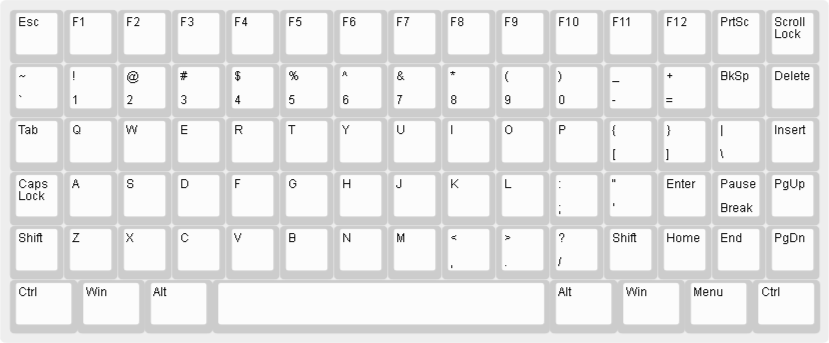 Esc F1 F2 F3 F4 F5 F6 F7 F8 F9 F10 F11 F12 PrtSc Scroll
Lock
~ ! @ # $ % ^ & * ( ) _ + BkSp Delete
` 1 2 3 4 5 6 7 8 9 0 - =
Tab Q W E R T Y U I O P { } | Insert
[ ] \
Caps A S D F G H J K L : " Enter Pause PgUp
Lock
; ' Break
Shift Z X C V B N M < > ? Shift Home End PgDn
, . /
Ctrl Win Alt Alt Win Menu Ctrl